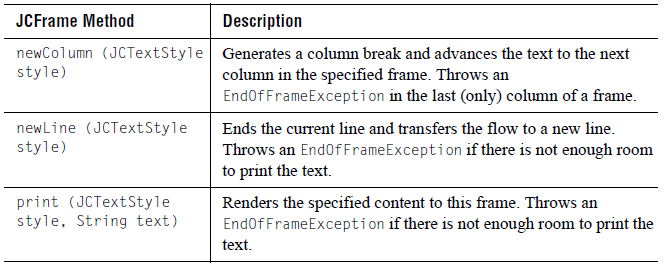 JCFrame Method Description
newColumn (JCTextStyle style) Generates a column break and advances the text to the next
column in the specified frame. Throws an
EndOfFrameException in the last (only) column of a frame.
newLine (JCTextStyle style) Ends the current line and transfers the flow to a new line.
Throws an EndOfFrameException if there is not enough room
to print the text.
print (JCTextStyle style, String text) Renders the specified content to this frame. Throws an
EndOfFrameException if there is not enough room to print the
text.